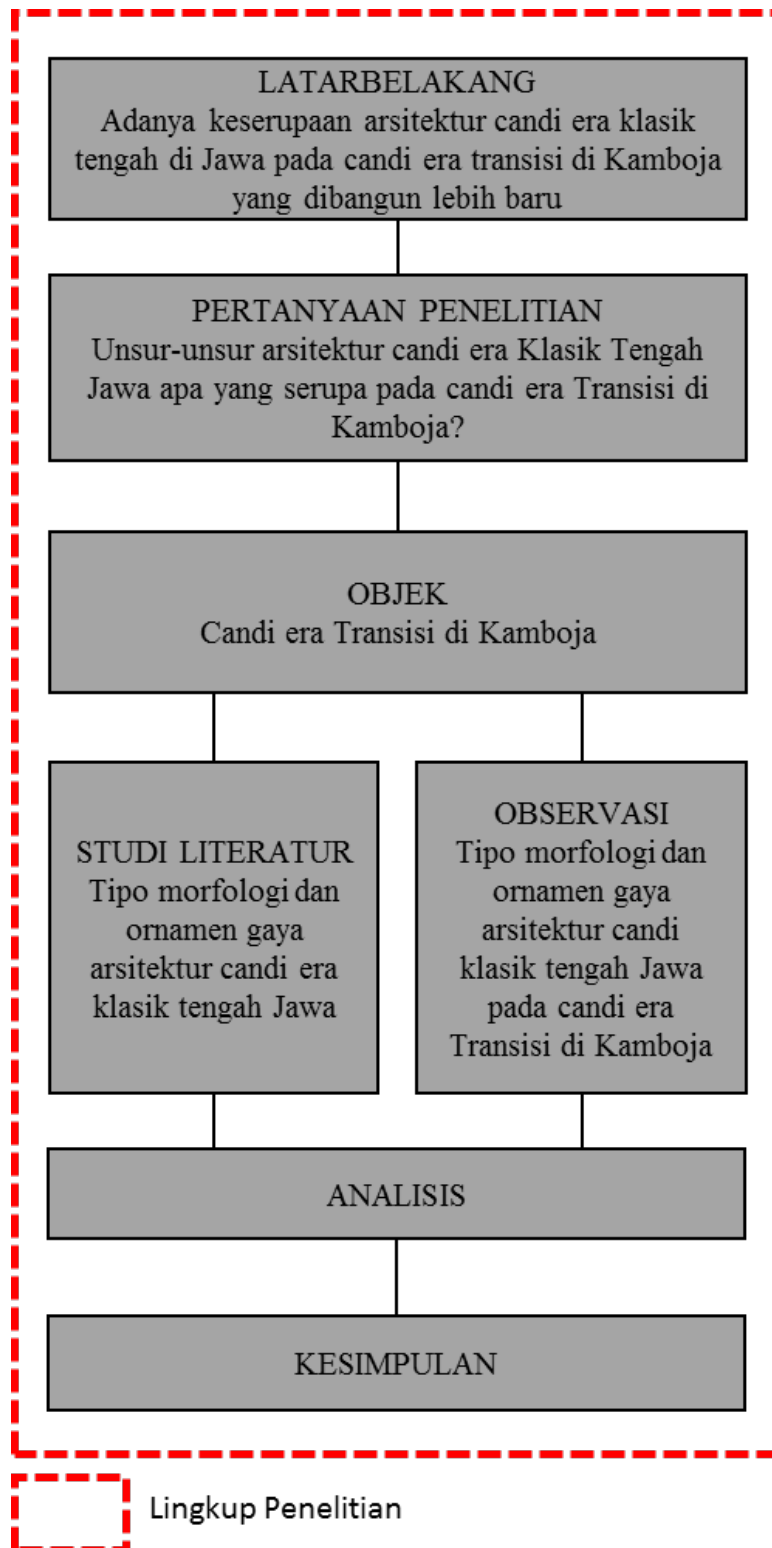 LATARBELAKANG
Adanya keserupaan arsitektur candi era klasik
tengah di Jawa pada candi era transisi di Kamboja
yang dibangun lebih baru
PERTANYAAN PENELITIAN
Unsur-unsur arsitektur candi era Klasik Tengah
Jawa apa yang serupa pada candi era Transisi di
Kamboja?
OBJEK
Candi era Transisi di Kamboja
STUDI LITERATUR
Tipo morfologi dan
ornamen gaya
arsitektur candi era
klasik tengah Jawa
OBSERVASI
Tipo morfologi dan
ornamen gaya
arsitektur candi
klasik tengah Jawa
pada candi era
Transisi di Kamboja
ANALISIS
KESIMPULAN
Lingkup Penelitian